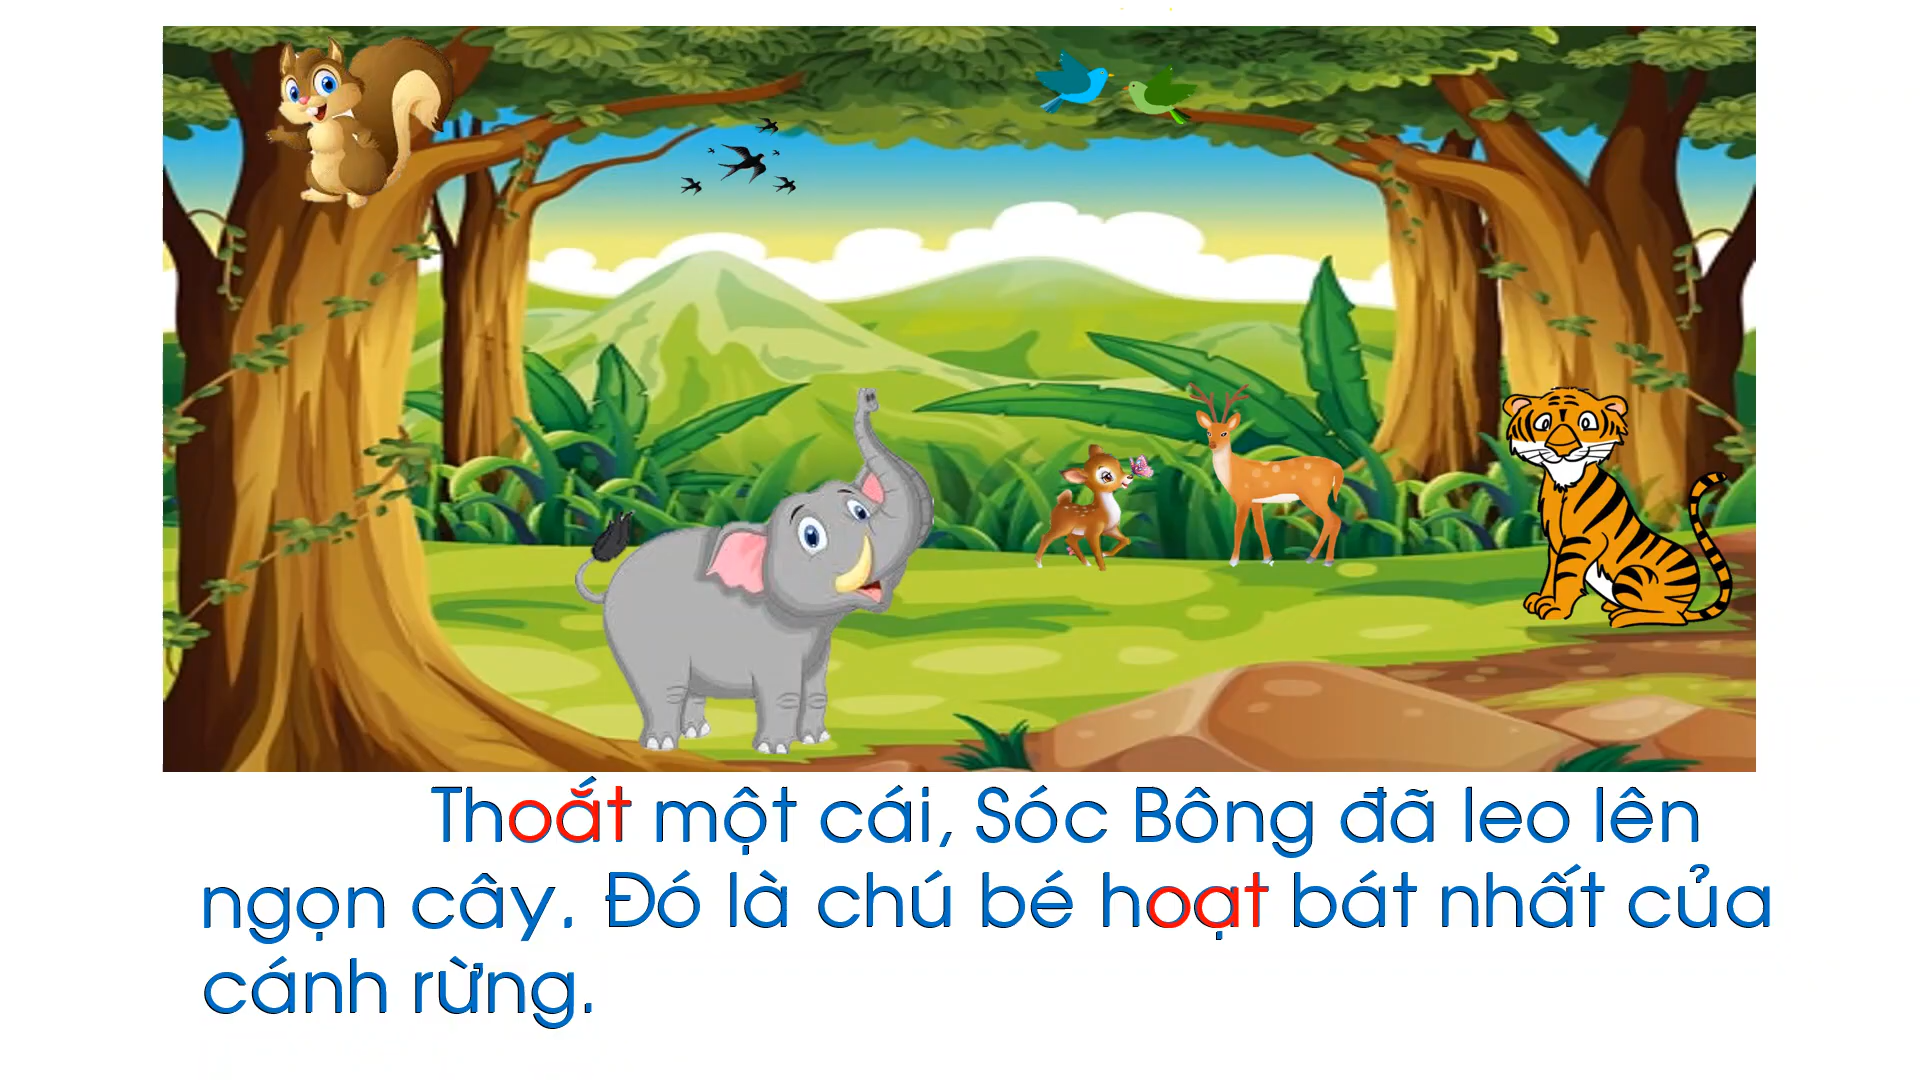 Thoắt một cái, Sóc Bông đã leo lên
ngọn cây. Đó là chú bé hoạt bát nhất của
cánh rừng.